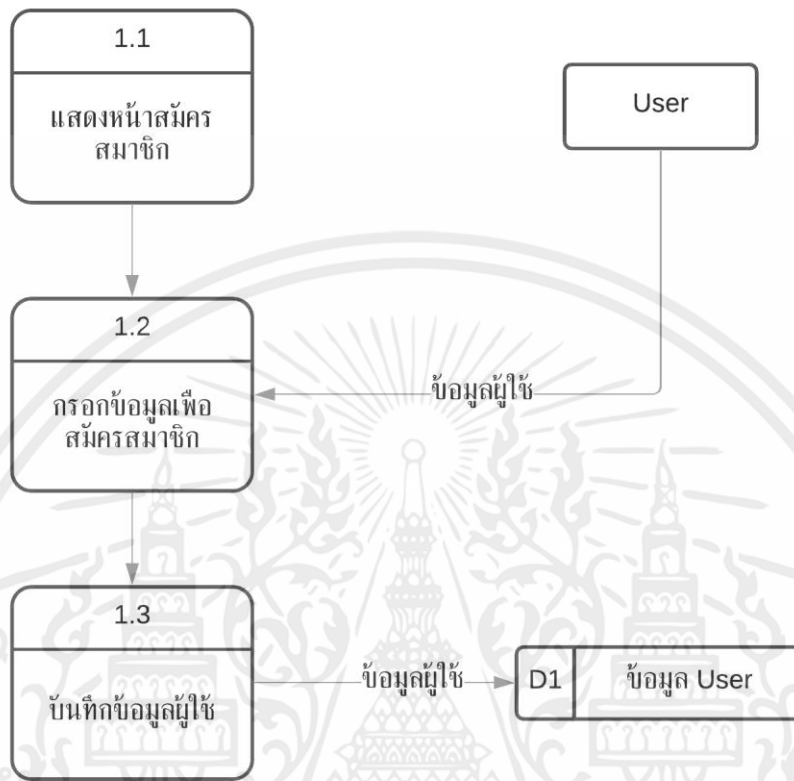 1.1
แสดงหน้าสมัคร
สมาชิก
User
1.2
กรอกข้อมูลเพื่อ
สมัครสมาชิก
ข้อมูลผู้ใช้
1.3
บันทึกข้อมูลผู้ใช้
ข้อมูลผู้ใช้
D1
ข้อมูล User